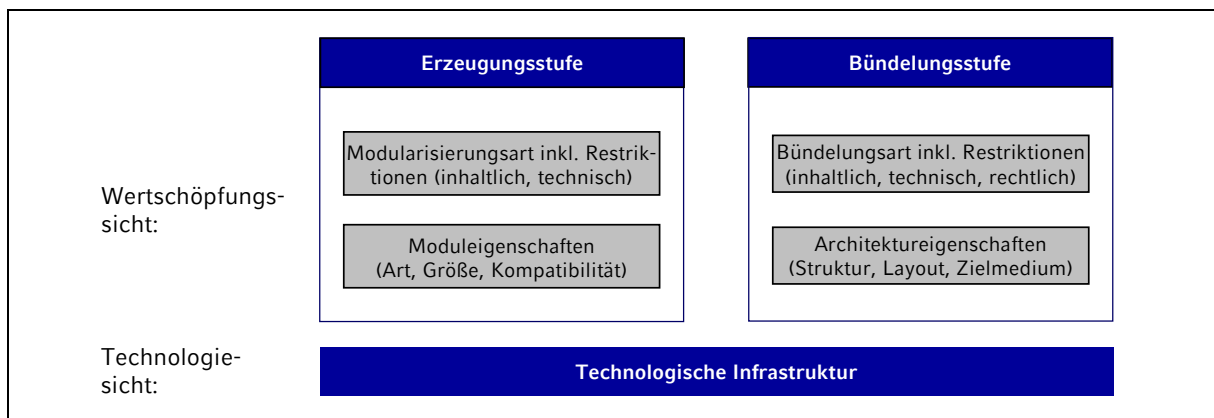 Erzeugungsstufe
Bündelungsstufe
Wertschöpfungs-
sicht:
Modularisierungsart inkl. Restrik-
tionen (inhaltlich, technisch)
Moduleigenschaften
(Art, Größe, Kompatibilität)
Bündelungsart inkl. Restriktionen
(inhaltlich, technisch, rechtlich)
Architektureigenschaften
(Struktur, Layout, Zielmedium)
Technologie-
sicht:
Technologische Infrastruktur